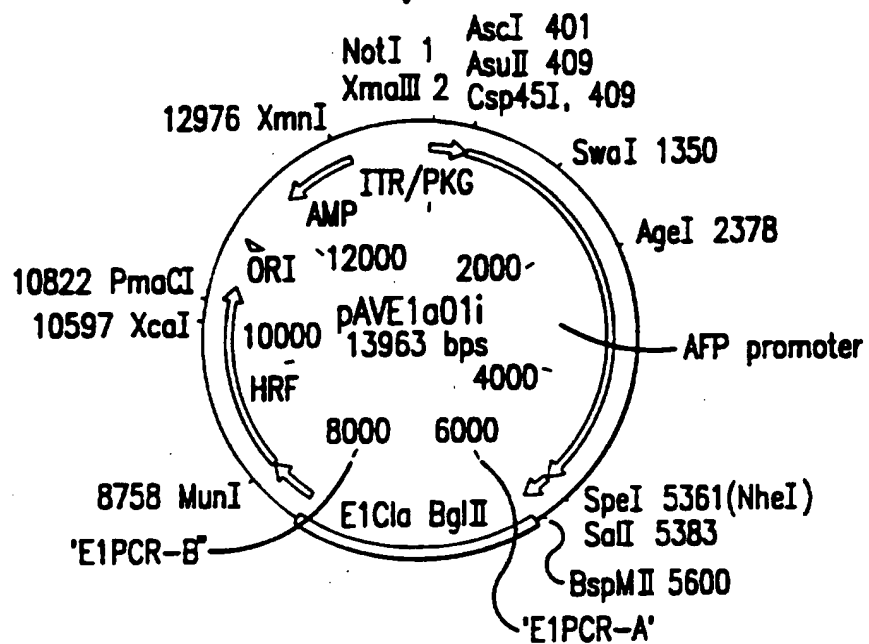 NotI 1
XmaIII 2
AscI 401
AsuII 409
Csp45I, 409
12976 XmnI
SwaI 1350
ITR/PKG
AMP
AgeI 2378
ORI
12000
2000
10822 PmaCI
10597 XcaI
pAVE1a01i
13963 bps
10000
AFP promoter
4000
HRF
8000
6000
8758 MunI
E1Cla BglII
SpeI 5361(NheI)
SalI 5383
'E1PCR-B"
BspMII 5600
'E1PCR-A'